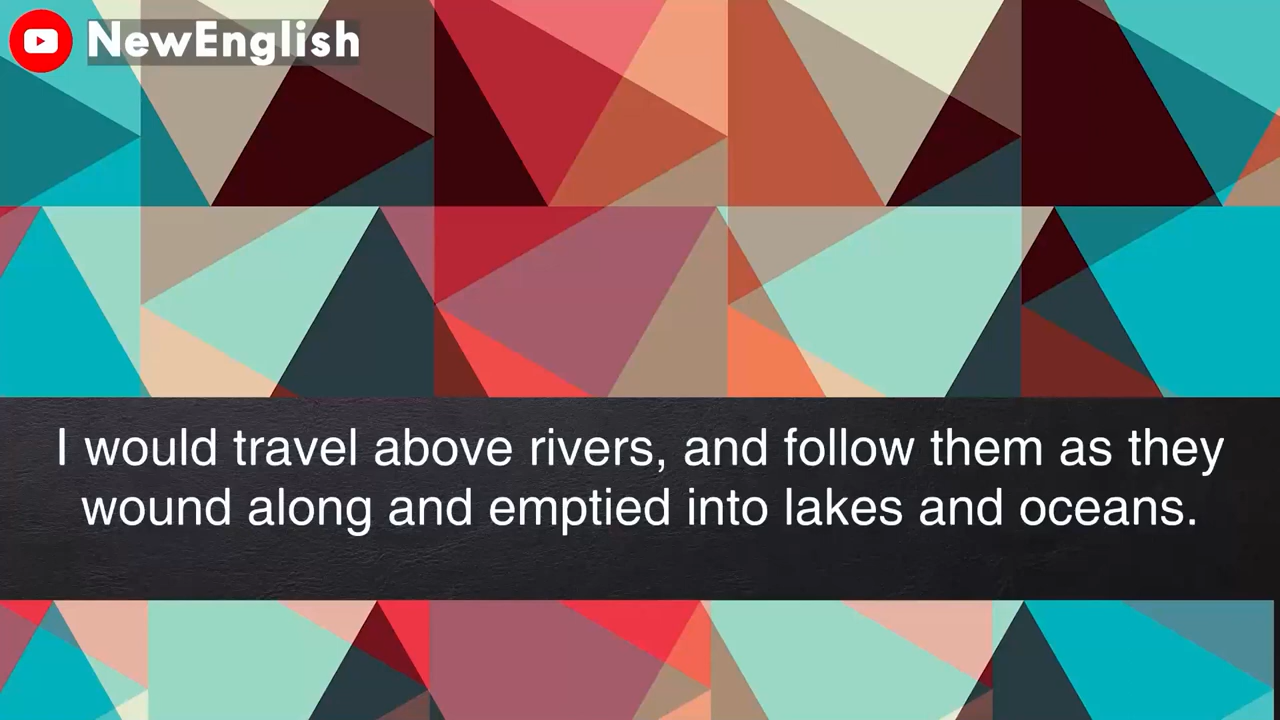 NewEnglish
I would travel above rivers, and follow them as they
wound along and emptied into lakes and oceans.